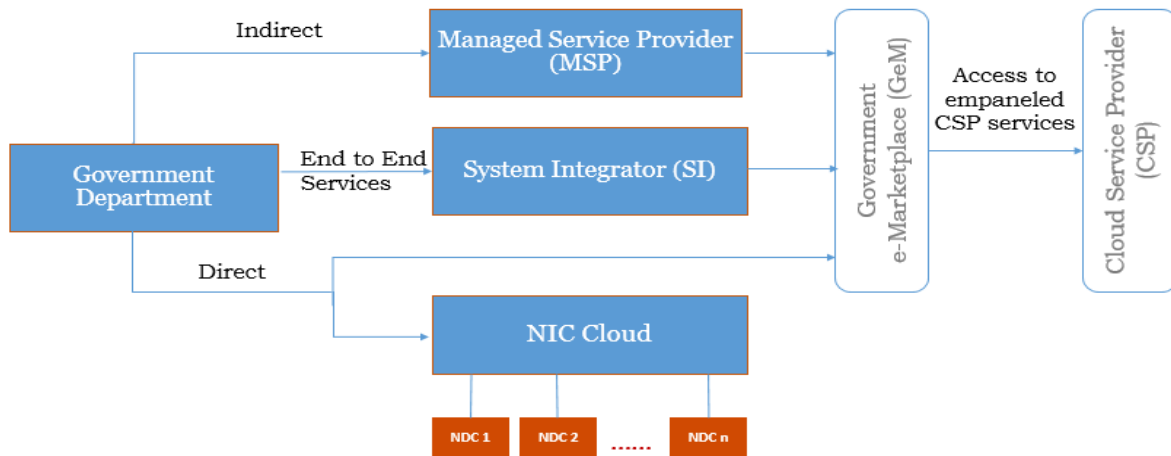 Indirect
Managed Service Provider
(MSP)
Government
Department
End to End
Services
System Integrator (SI)
Direct
NIC Cloud
NDC 1
NDC 2
......
NDC n
Government
e-Marketplace (GeM)
Access to
empaneled
CSP services
Cloud Service Provider
(CSP)